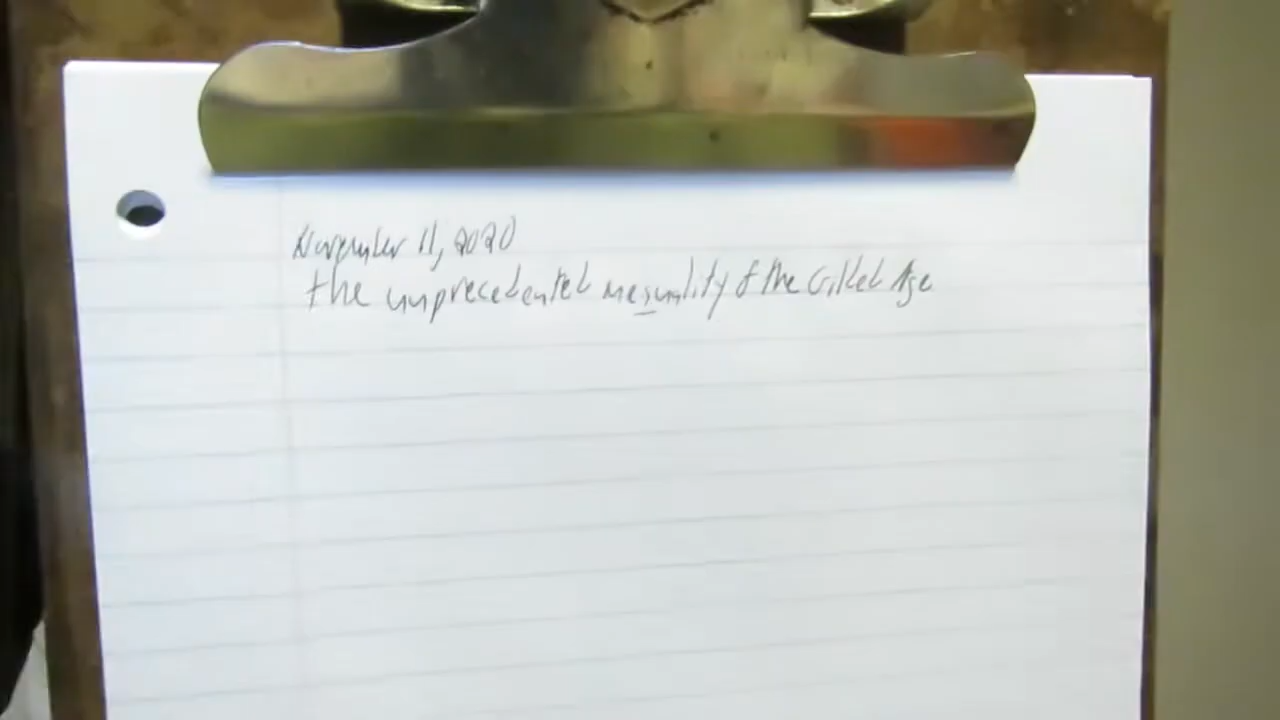 November 11, 2020
the unprecedented inequality of the Gilded Age